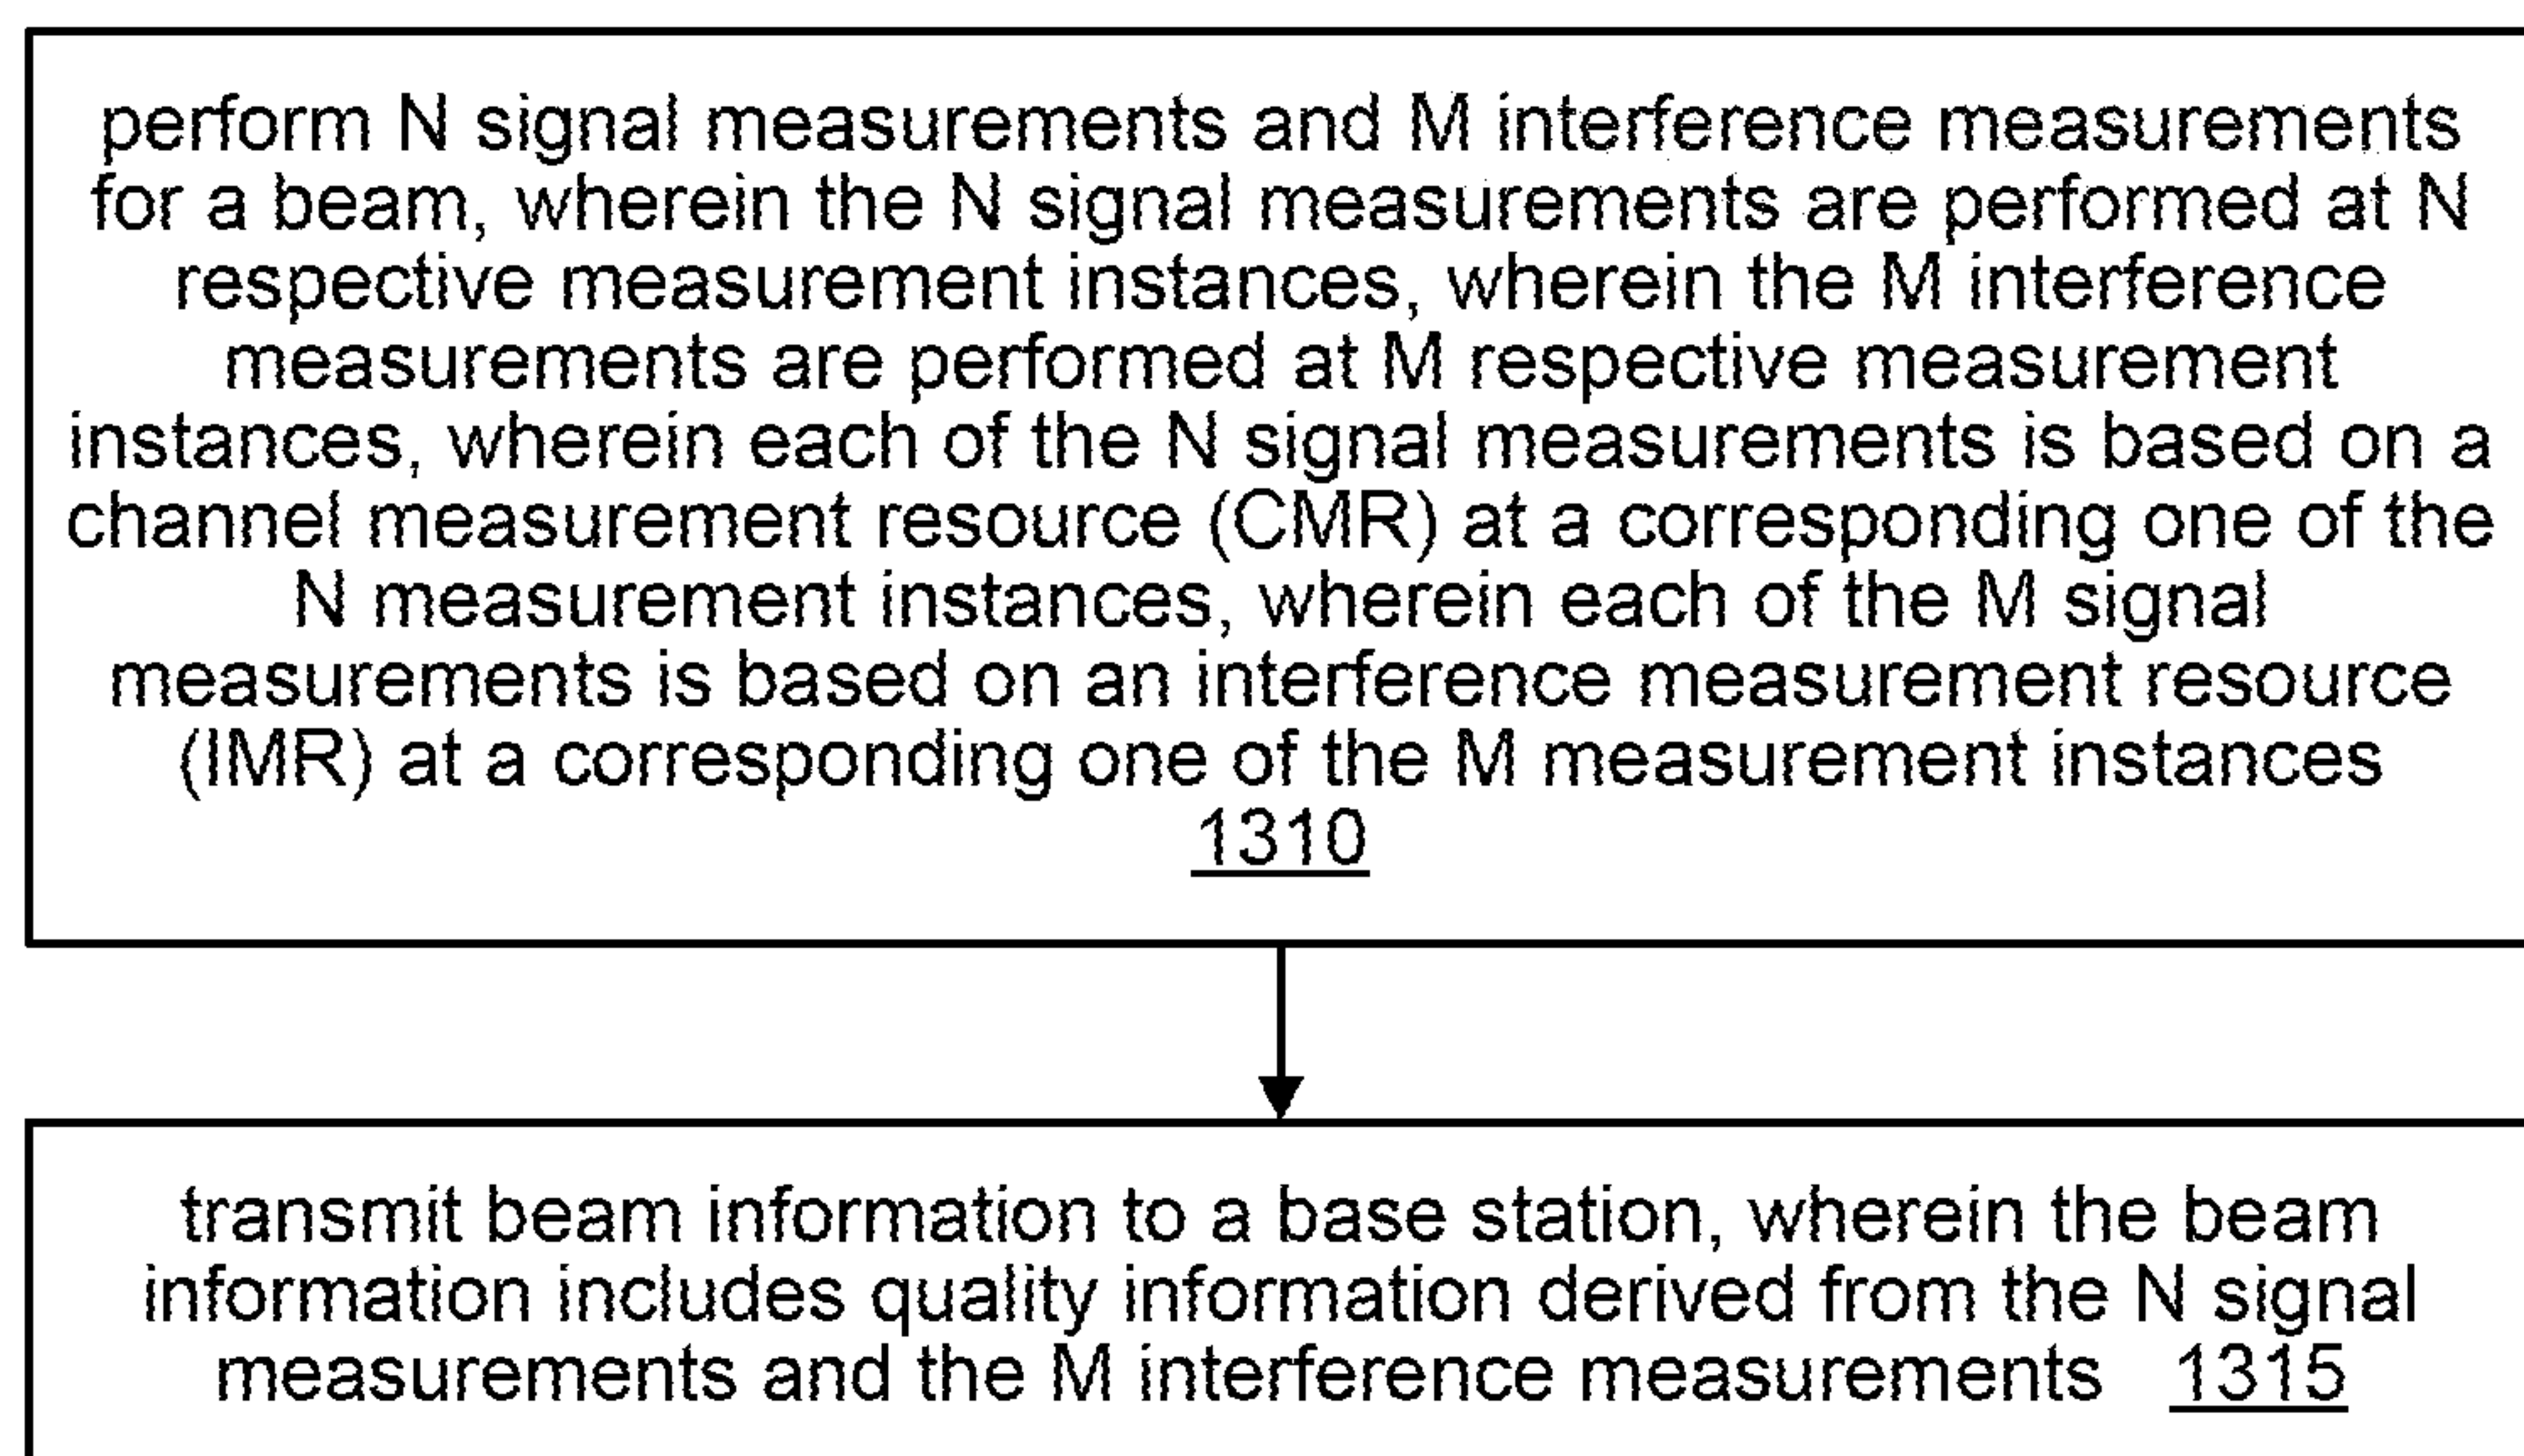 perform N signal measurements and M interference measurements
for a beam, wherein the N signal measurements are performed at N
respective measurement instances, wherein the M interference
measurements are performed at M respective measurement
instances, wherein each of the N signal measurements is based on a
channel measurement resource (CMR) at a corresponding one of the
N measurement instances, wherein each of the M signal
measurements is based on an interference measurement resource
(IMR) at a corresponding one of the M measurement instances
1310
transmit beam information to a base station, wherein the beam
information includes quality information derived from the N signal
measurements and the M interference measurements 1315